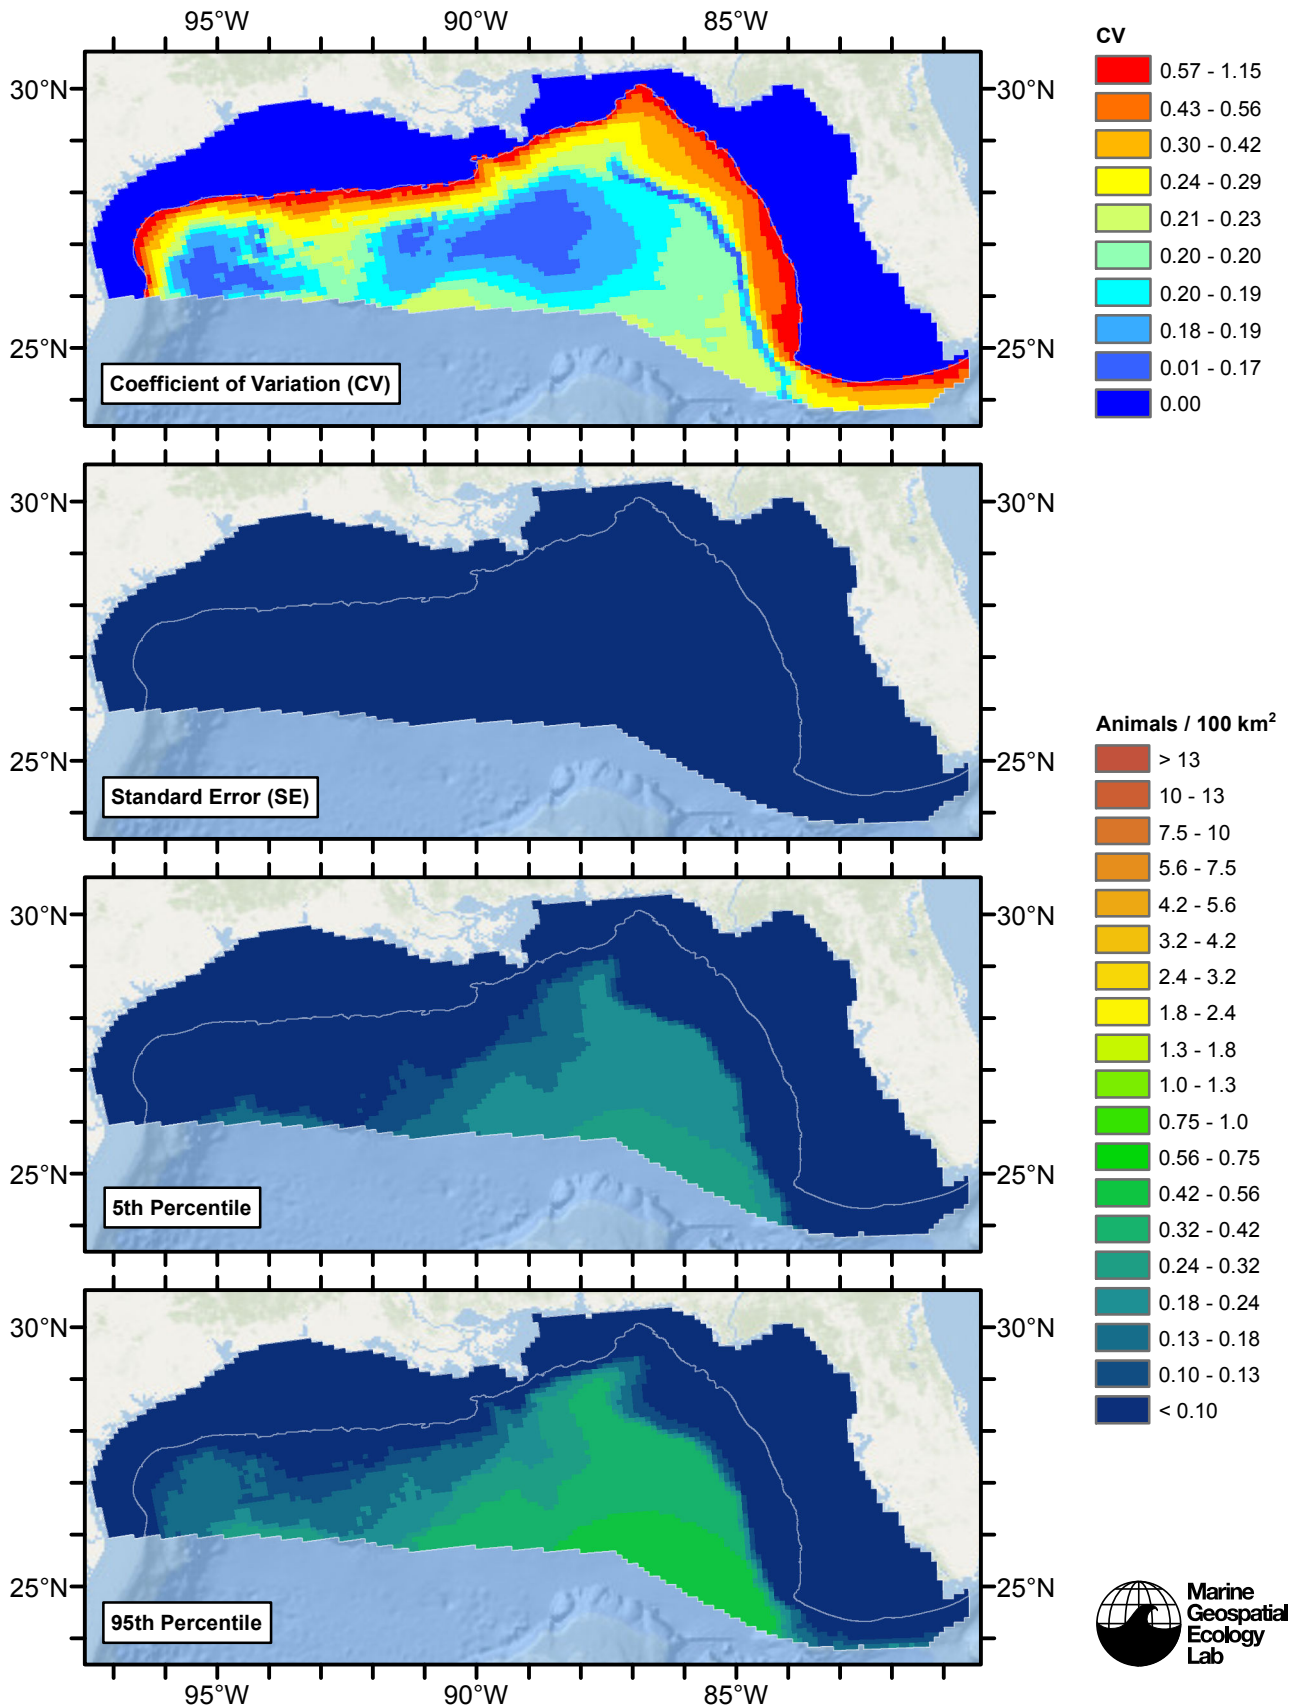 95°W 90°W 85°W
30°N 30°N
25°N 25°N
Coefficient of Variation (CV)
CV
0.57 - 1.15
0.43 - 0.56
0.30 - 0.42
0.24 - 0.29
0.21 - 0.23
0.20 - 0.20
0.20 - 0.19
0.18 - 0.19
0.01 - 0.17
0.00
30°N 30°N
25°N 25°N
Standard Error (SE)
30°N 30°N
25°N 25°N
5th Percentile
Animals / 100 km²
> 13
10 - 13
7.5 - 10
5.6 - 7.5
4.2 - 5.6
3.2 - 4.2
2.4 - 3.2
1.8 - 2.4
1.3 - 1.8
1.0 - 1.3
0.75 - 1.0
0.56 - 0.75
0.42 - 0.56
0.32 - 0.42
0.24 - 0.32
0.18 - 0.24
0.13 - 0.18
0.10 - 0.13
< 0.10
30°N 30°N
25°N 25°N
95th Percentile
95°W 90°W 85°W
Marine
Geospatial
Ecology
Lab